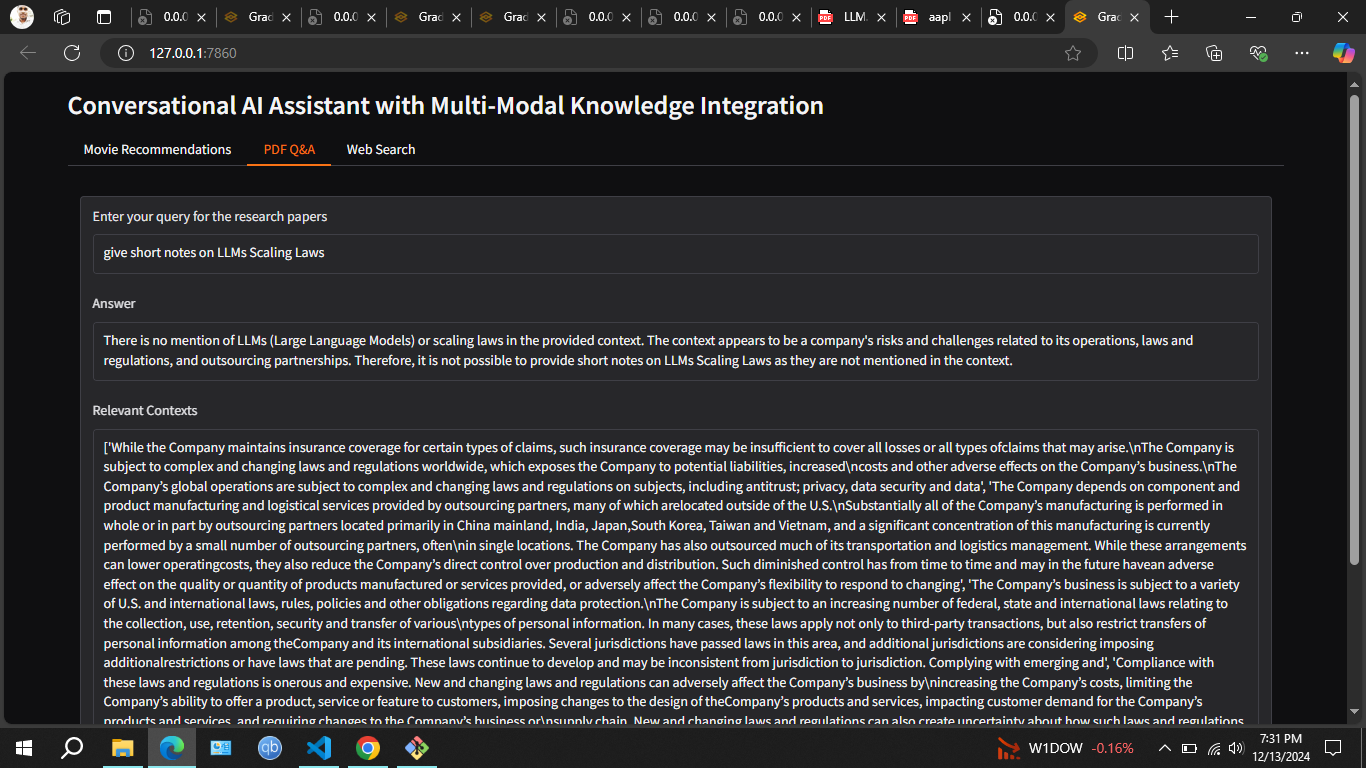 0.0.0
Grad
0.0.0
Grad
Grad
0.0.0
0.0.0
0.0.0
LLM.
aapl
0.0.0
Grad
127.0.0.1:7860
Conversational AI Assistant with Multi-Modal Knowledge Integration
Movie Recommendations
PDF Q&A
Web Search
Enter your query for the research papers
give short notes on LLMs Scaling Laws
Answer
There is no mention of LLMs (Large Language Models) or scaling laws in the provided context. The context appears to be a company's risks and challenges related to its operations, laws and
regulations, and outsourcing partnerships. Therefore, it is not possible to provide short notes on LLMs Scaling Laws as they are not mentioned in the context.
Relevant Contexts
['While the Company maintains insurance coverage for certain types of claims, such insurance coverage may be insufficient to cover all losses or all types ofclaims that may arise.\nThe Company is
subject to complex and changing laws and regulations worldwide, which exposes the Company to potential liabilities, increased\ncosts and other adverse effects on the Company’s business.\nThe
Company’s global operations are subject to complex and changing laws and regulations on subjects, including antitrust; privacy, data security and data', 'The Company depends on component and
product manufacturing and logistical services provided by outsourcing partners, many of which arelocated outside of the U.S.\nSubstantially all of the Company’s manufacturing is performed in
whole or in part by outsourcing partners located primarily in China mainland, India, Japan,South Korea, Taiwan and Vietnam, and a significant concentration of this manufacturing is currently
performed by a small number of outsourcing partners, often\nin single locations. The Company has also outsourced much of its transportation and logistics management. While these arrangements
can lower operatingcosts, they also reduce the Company’s direct control over production and distribution. Such diminished control has from time to time and may in the future havean adverse
effect on the quality or quantity of products manufactured or services provided, or adversely affect the Company’s flexibility to respond to changing', 'The Company’s business is subject to a variety
of U.S. and international laws, rules, policies and other obligations regarding data protection.\nThe Company is subject to an increasing number of federal, state and international laws relating to
the collection, use, retention, security and transfer of various\ntypes of personal information. In many cases, these laws apply not only to third-party transactions, but also restrict transfers of
personal information among theCompany and its international subsidiaries. Several jurisdictions have passed laws in this area, and additional jurisdictions are considering imposing
additionalrestrictions or have laws that are pending. These laws continue to develop and may be inconsistent from jurisdiction to jurisdiction. Complying with emerging and', 'Compliance with
these laws and regulations is onerous and expensive. New and changing laws and regulations can adversely affect the Company’s business by\nincreasing the Company’s costs, limiting the
Company’s ability to offer a product, service or feature to customers, imposing changes to the design of theCompany’s products and services, impacting customer demand for the Company’s
products and services, and requiring changes to the Company’s business or\nsupply chain. New and changing laws and regulations can also create uncertainty about how such laws and regulations
qb
W1DOW -0.16%
7:31 PM
12/13/2024